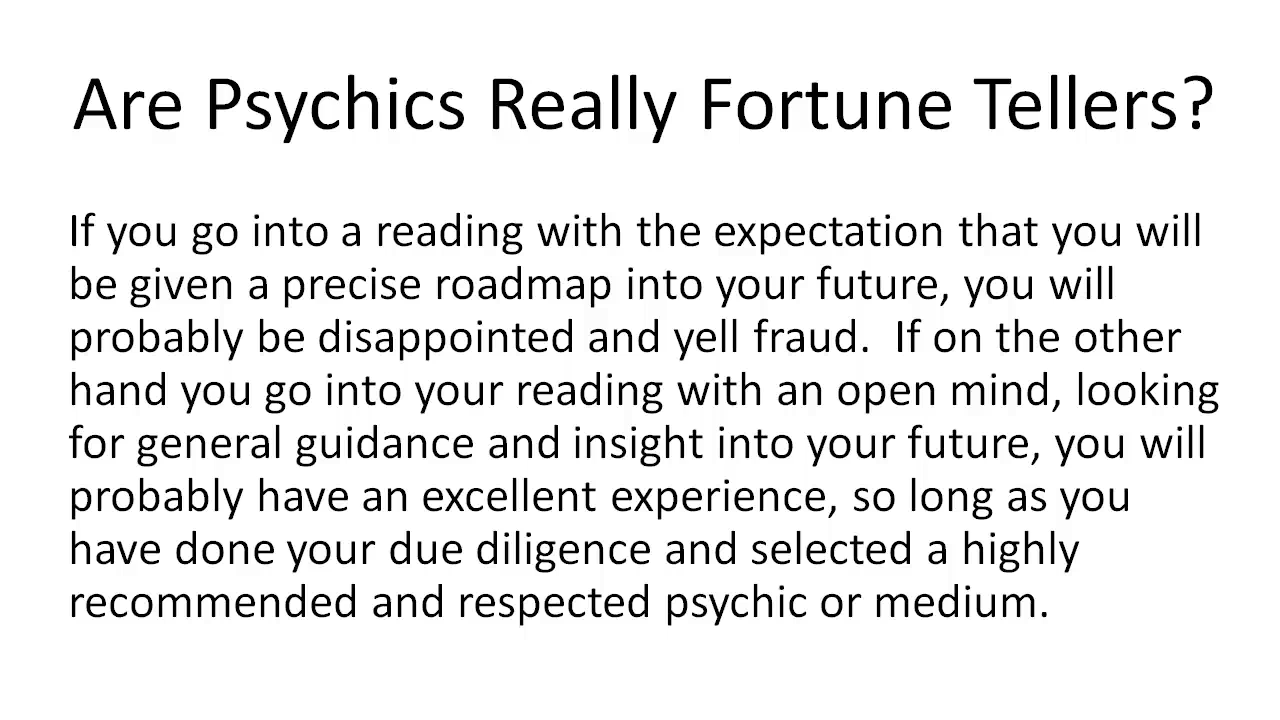 Are Psychics Really Fortune Tellers?
If you go into a reading with the expectation that you will
be given a precise roadmap into your future, you will
probably be disappointed and yell fraud.  If on the other
hand you go into your reading with an open mind, looking
for general guidance and insight into your future, you will
probably have an excellent experience, so long as you
have done your due diligence and selected a highly
recommended and respected psychic or medium.